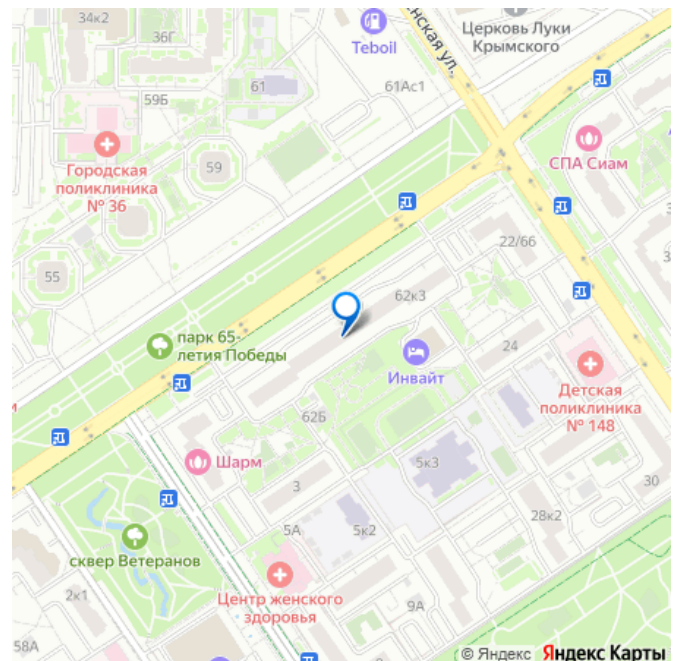 34к2
36Г
Teboil
нская ул.
Церковь Луки
Крымского
59Б
61
61Ас1
Городская
поликлиника
№ 36
59
СПА Сиам
55
22/66
62к3
парк 65-
летия Победы
Инвайт
24
Детская
поликлиника
№ 148
62Б
Шарм
3
5к3
30
5А
5к2
28к2
сквер Ветеранов
2к1
Центр женского
здоровья
9А
58А
© Яндекс Яндекс Карты